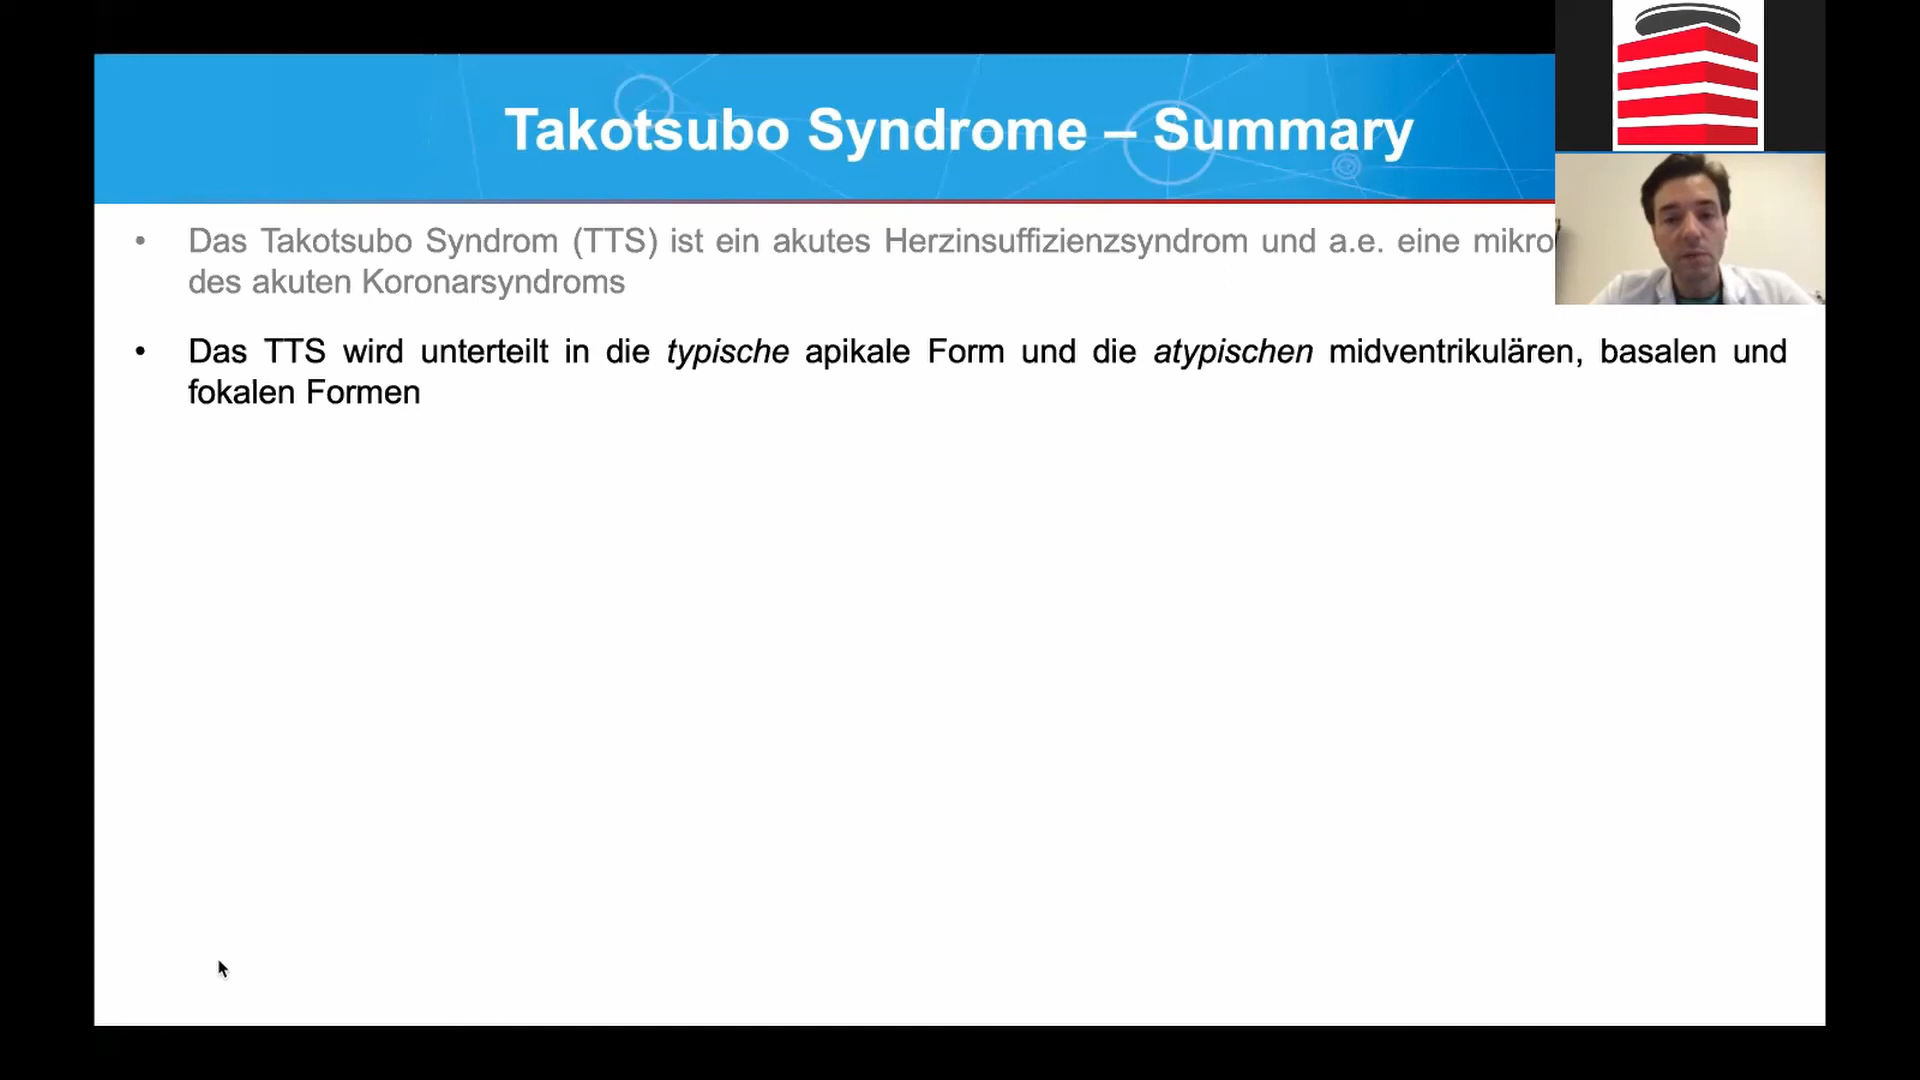 Takotsubo Syndrome – Summary
• Das Takotsubo Syndrom (TTS) ist ein akutes Herzinsuffizienzsyndrom und a.e. eine mikro
des akuten Koronarsyndroms
• Das TTS wird unterteilt in die typische apikale Form und die atypischen midventrikulären, basalen und
fokalen Formen